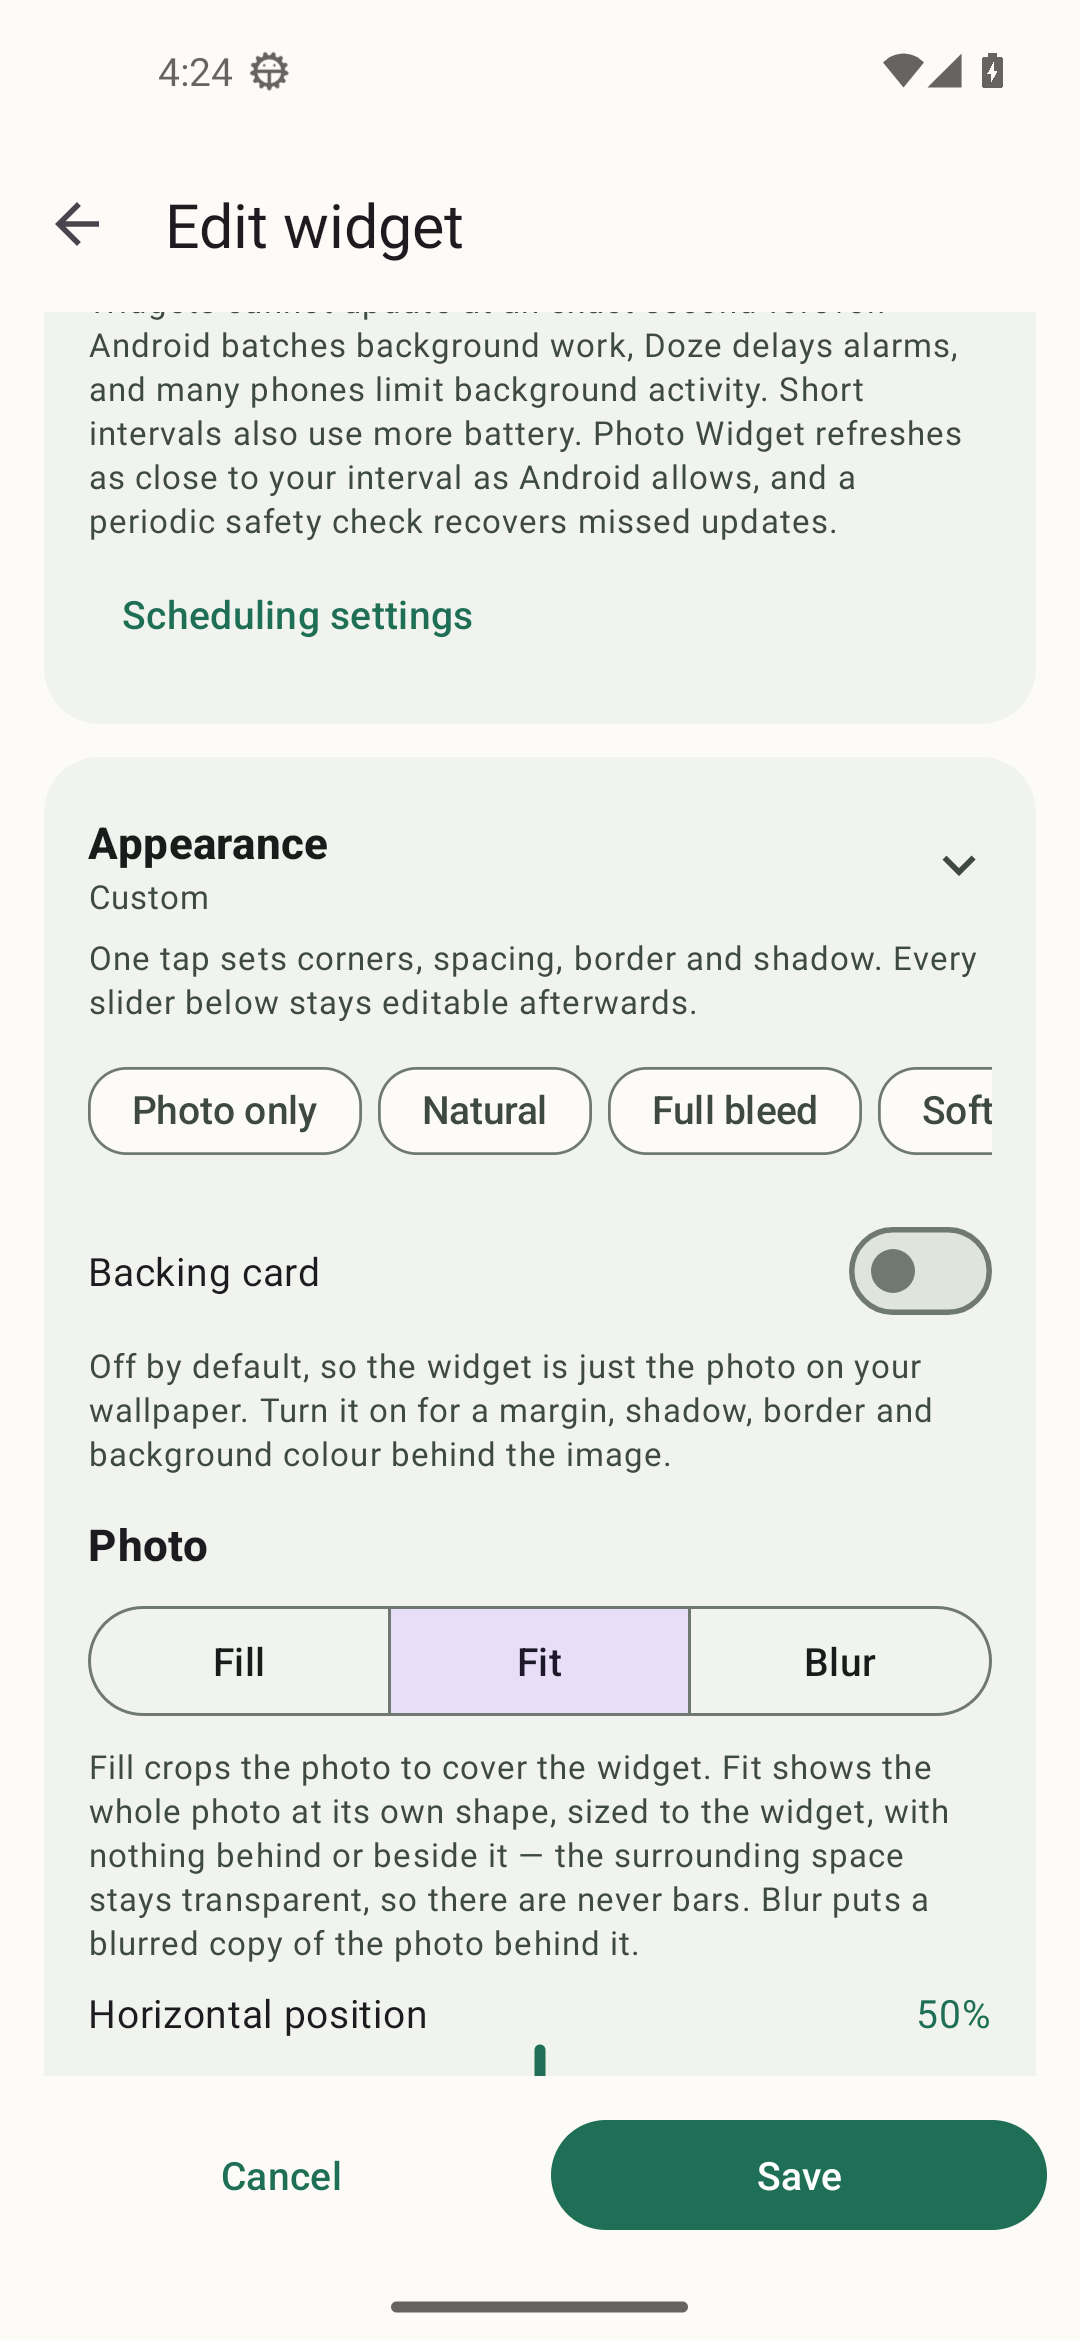 4:24
Edit widget
Android batches background work, Doze delays alarms,
and many phones limit background activity. Short
intervals also use more battery. Photo Widget refreshes
as close to your interval as Android allows, and a
periodic safety check recovers missed updates.
Scheduling settings
Appearance
Custom
One tap sets corners, spacing, border and shadow. Every
slider below stays editable afterwards.
Photo only
Natural
Full bleed
Soft
Backing card
Off by default, so the widget is just the photo on your
wallpaper. Turn it on for a margin, shadow, border and
background colour behind the image.
Photo
Fill
Fit
Blur
Fill crops the photo to cover the widget. Fit shows the
whole photo at its own shape, sized to the widget, with
nothing behind or beside it — the surrounding space
stays transparent, so there are never bars. Blur puts a
blurred copy of the photo behind it.
Horizontal position
50%
Cancel
Save